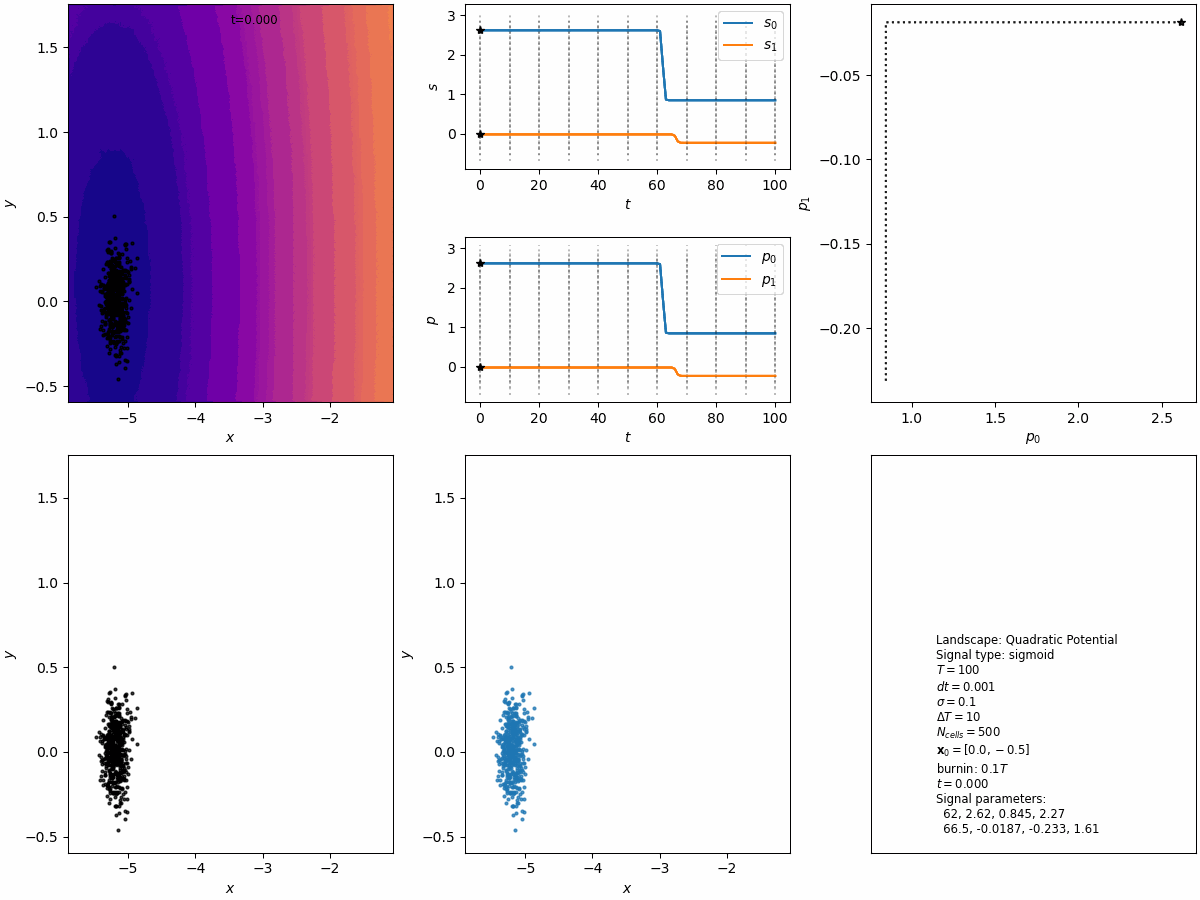 t=0.000
1.5
1.0
0.5
0.0
−0.5
y
−5
−4
−3
−2
x
3
2
1
0
s
s₀
s₁
0
20
40
60
80
100
t
3
2
1
0
p
p₀
p₁
0
20
40
60
80
100
t
−0.05
−0.10
−0.15
−0.20
p₁
1.0
1.5
2.0
2.5
p₀
1.5
1.0
0.5
0.0
−0.5
y
−5
−4
−3
−2
x
1.5
1.0
0.5
0.0
−0.5
y
−5
−4
−3
−2
x
Landscape: Quadratic Potential
Signal type: sigmoid
T = 100
dt = 0.001
σ = 0.1
ΔT = 10
N_cells = 500
x₀ = [0.0, −0.5]
burnin: 0.1T
t = 0.000
Signal parameters:
62, 2.62, 0.845, 2.27
66.5, -0.0187, -0.233, 1.61